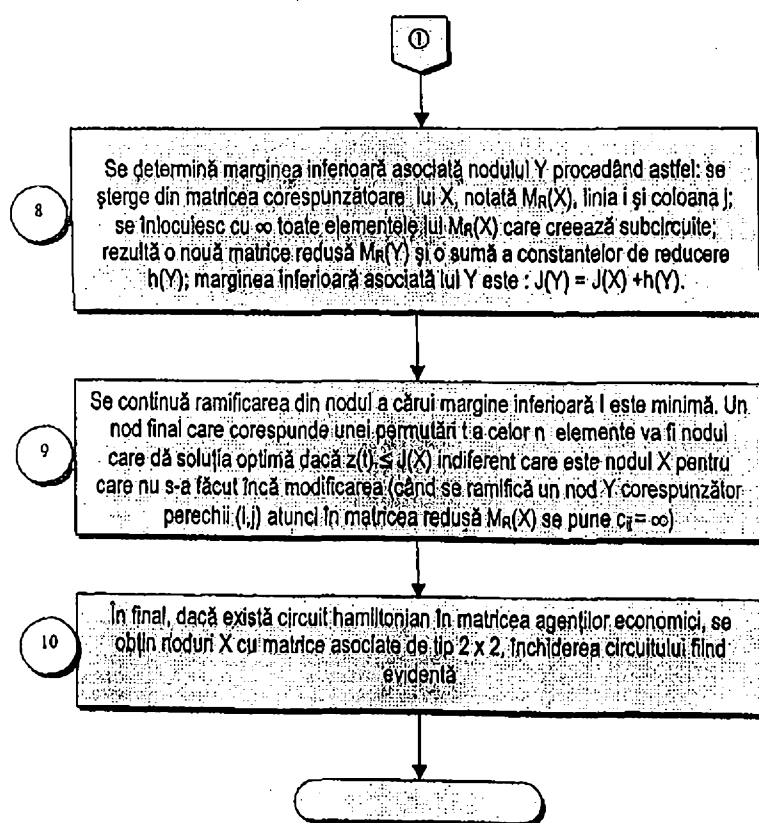 ①
8
Se determină marginea inferioară asociată nodului Y procedând astfel: se
șterge din matricea corespunzătoare lui X, notată MR(X), linia i și coloana j;
se înlocuiesc cu ∞ toate elementele lui MR(X) care creează subcircuite;
rezultă o nouă matrice redusă MR(Y) și o sumă a constantelor de reducere
h(Y); marginea inferioară asociată lui Y este : J(Y) = J(X) +h(Y).
9
Se continuă ramificarea din nodul a cărui margine inferioară I este minimă. Un
nod final care corespunde unei permutări t a celor n elemente va fi nodul
care dă soluția optimă dacă z(t) ≤ J(X) indiferent care este nodul X pentru
care nu s-a făcut încă modificarea (când se ramifică un nod Y corespunzător
perechii (i,j) atunci în matricea redusă MR(X) se pune cij = ∞)
10
În final, dacă există circuit hamiltonian în matricea agenților economici, se
obțin noduri X cu matrice asociate de tip 2 x 2, închiderea circuitului fiind
evidentă